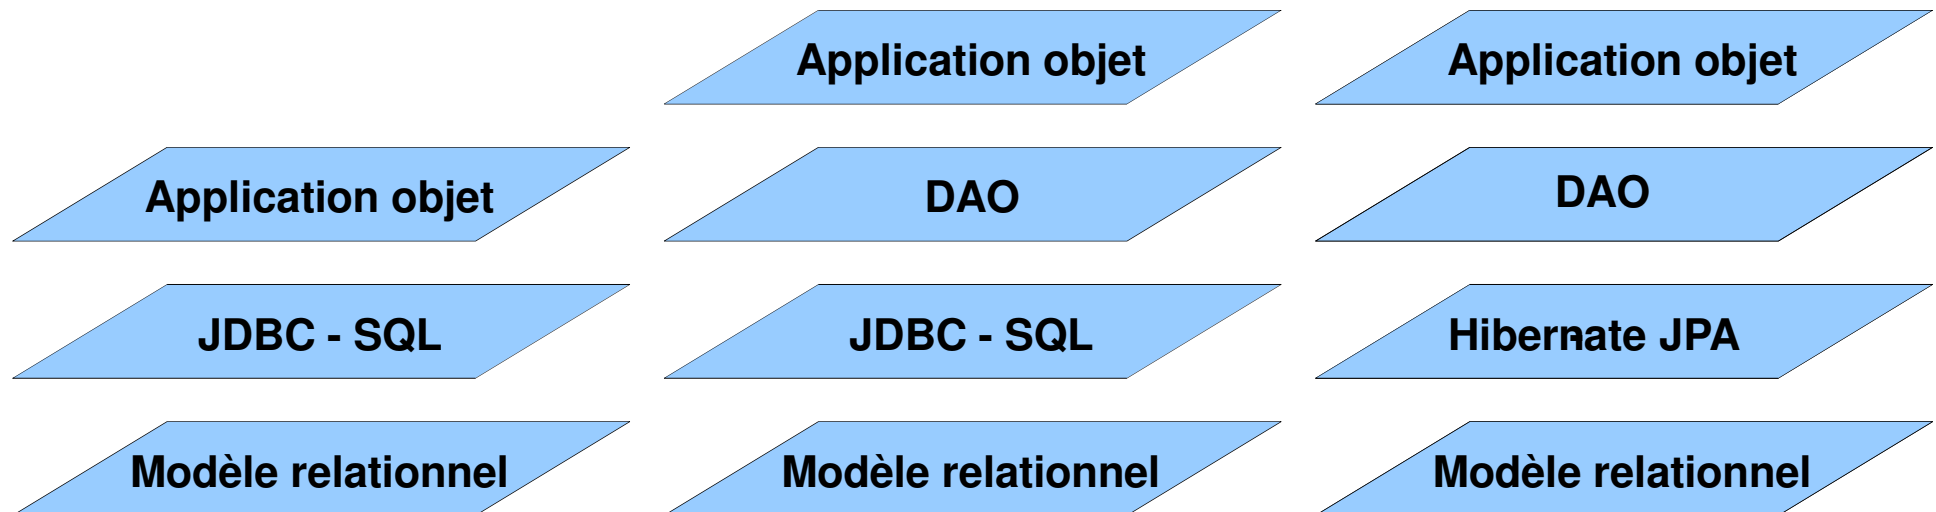 Application objet
Application objet
Application objet
DAO
DAO
JDBC - SQL
JDBC - SQL
Hibernate JPA
Modèle relationnel
Modèle relationnel
Modèle relationnel